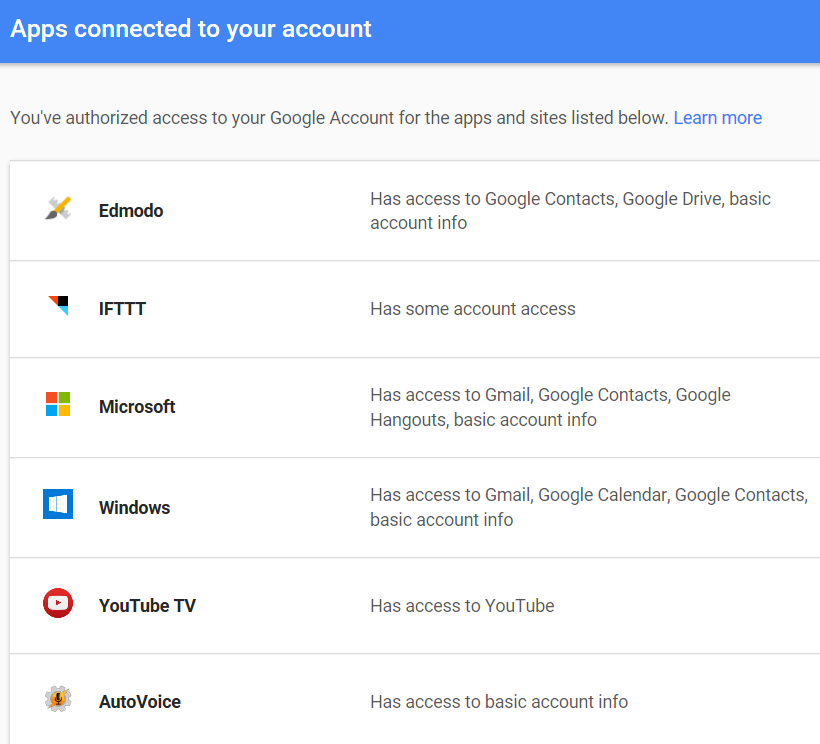 Apps connected to your account
You've authorized access to your Google Account for the apps and sites listed below. Learn more
Edmodo
Has access to Google Contacts, Google Drive, basic
account info
IFTTT
Has some account access
Microsoft
Has access to Gmail, Google Contacts, Google
Hangouts, basic account info
Windows
Has access to Gmail, Google Calendar, Google Contacts,
basic account info
YouTube TV
Has access to YouTube
AutoVoice
Has access to basic account info